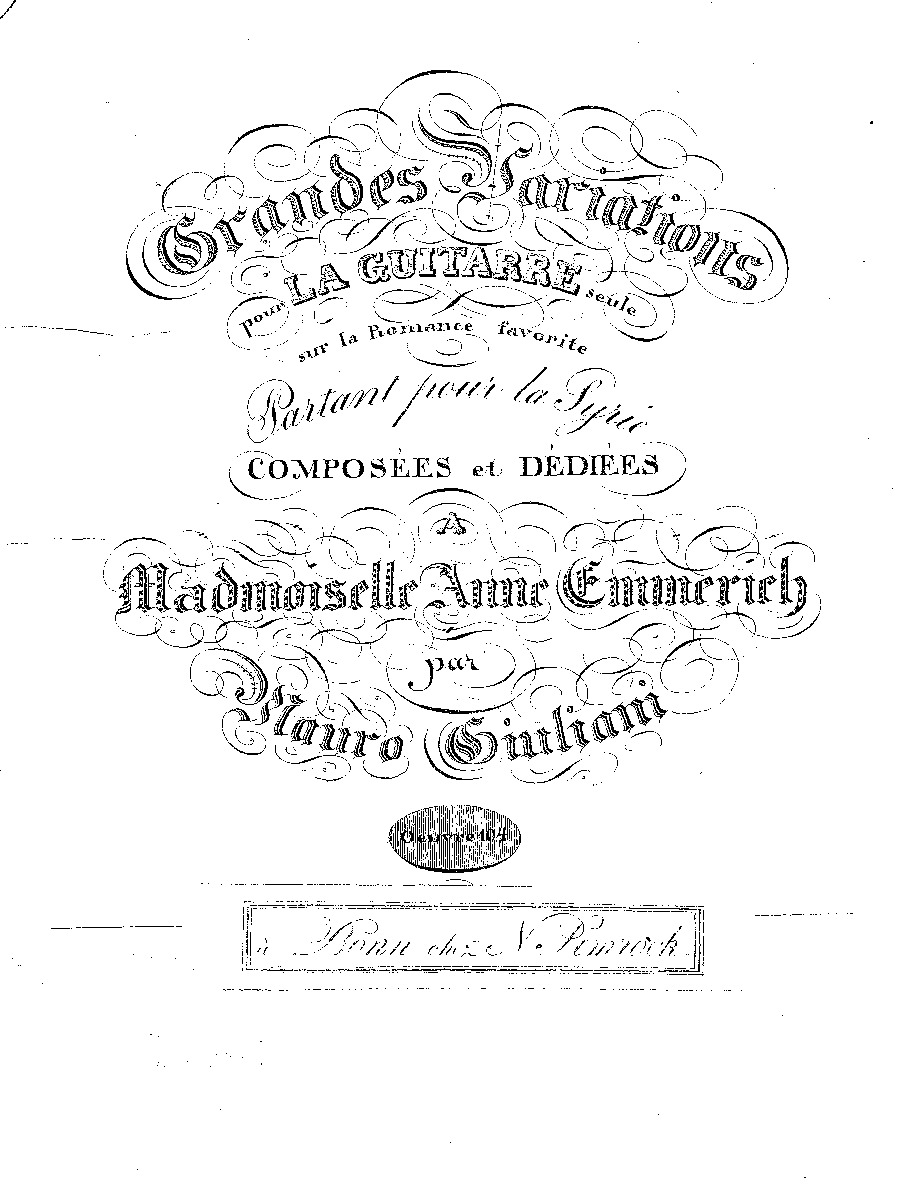 Grandes Variations
pour LA GUITARRE seule
sur la Romance favorite
Partant pour la Syrie
COMPOSÉES et DÉDIÉES
A
Madmoiselle Anne Emmerich
par
Mauro Giuliani
Oeuvre 104
à Bonn chez N. Simrock